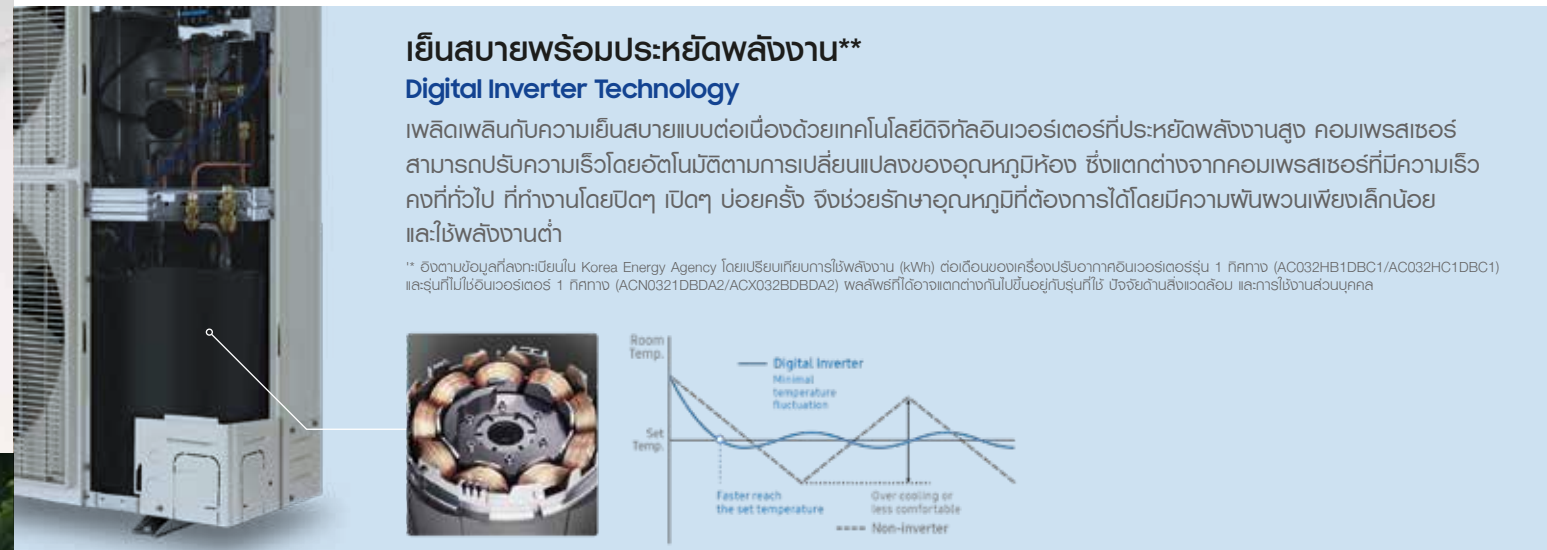 เย็นสบายพร้อมประหยัดพลังงาน**
Digital Inverter Technology
เพลิดเพลินกับความเย็นสบายแบบต่อเนื่องด้วยเทคโนโลยีดิจิทัลอินเวอร์เตอร์ที่ประหยัดพลังงานสูง คอมเพรสเซอร์
สามารถปรับความเร็วโดยอัตโนมัติตามการเปลี่ยนแปลงของอุณหภูมิห้อง ซึ่งแตกต่างจากคอมเพรสเซอร์ที่มีความเร็ว
คงที่ทั่วไป ที่ทำงานโดยปิดๆ เปิดๆ บ่อยครั้ง จึงช่วยรักษาอุณหภูมิที่ต้องการได้โดยมีความผันผวนเพียงเล็กน้อย
และใช้พลังงานต่ำ
'* อิงตามข้อมูลที่ลงทะเบียนใน Korea Energy Agency โดยเปรียบเทียบการใช้พลังงาน (kWh) ต่อเดือนของเครื่องปรับอากาศอินเวอร์เตอร์รุ่น 1 ทิศทาง (AC032HB1DBC1/AC032HC1DBC1)
และรุ่นที่ไม่ใช่อินเวอร์เตอร์ 1 ทิศทาง (ACN0321DBDA2/ACX032BDBDA2) ผลลัพธ์ที่ได้อาจแตกต่างกันไปขึ้นอยู่กับรุ่นที่ใช้ ปัจจัยด้านสิ่งแวดล้อม และการใช้งานส่วนบุคคล
Room
Temp.
Digital Inverter
Minimal
temperature
fluctuation
Set
Temp.
Faster reach
the set temperature
Over cooling or
less comfortable
Non-inverter